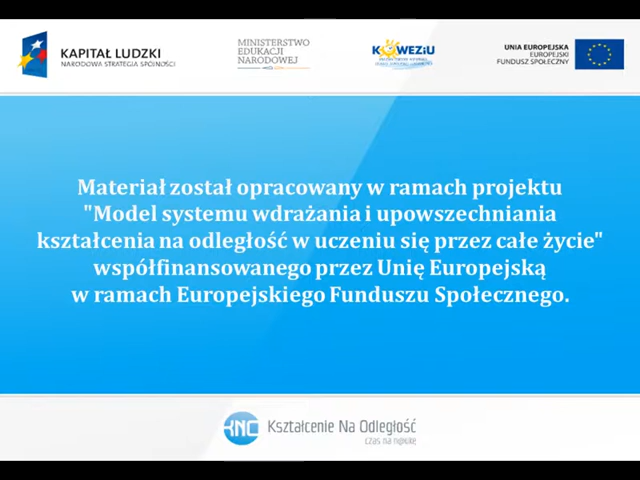 KAPITAŁ LUDZKI
NARODOWA STRATEGIA SPÓJNOŚCI
MINISTERSTWO
EDUKACJI
NARODOWEJ
KOWEZiU
UNIA EUROPEJSKA
EUROPEJSKI
FUNDUSZ SPOŁECZNY
Materiał został opracowany w ramach projektu
"Model systemu wdrażania i upowszechniania
kształcenia na odległość w uczeniu się przez całe życie"
współfinansowanego przez Unię Europejską
w ramach Europejskiego Funduszu Społecznego.
KNO Kształcenie Na Odległość
czas na naukę